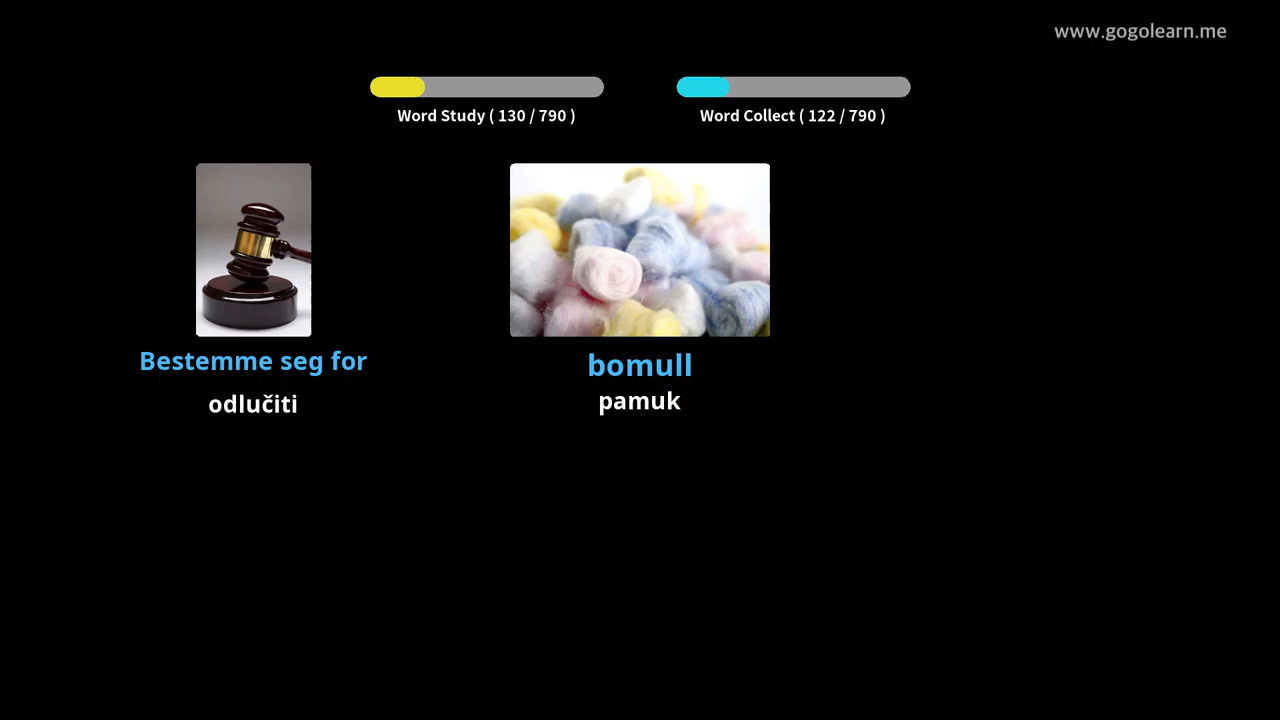 www.gogolearn.me
Word Study ( 130 / 790 )
Word Collect ( 122 / 790 )
Bestemme seg for
odlučiti
bomull
pamuk